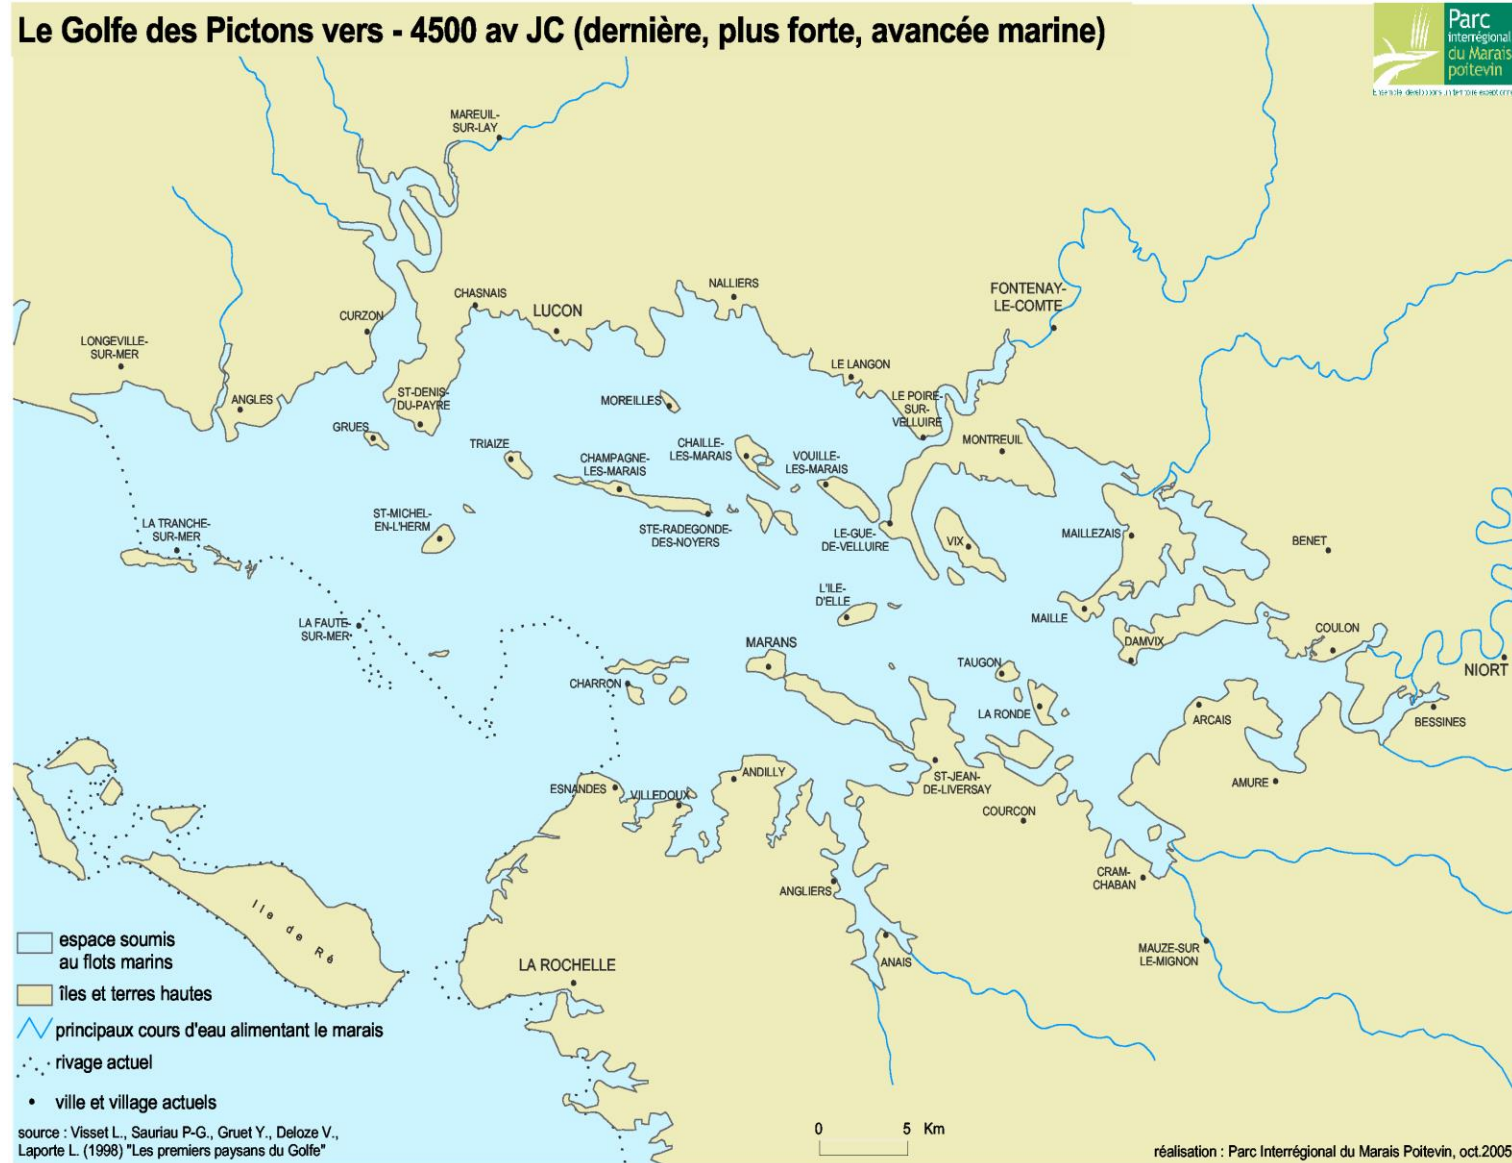 Le Golfe des Pictons vers - 4500 av JC (dernière, plus forte, avancée marine)
Parc
interrégional
du Marais
poitevin
MAREUIL-
SUR-LAY
NALLIERS
FONTENAY-
LE-COMTE
CHASNAIS
LUCON
CURZON
LONGEVILLE-
SUR-MER
LE LANGON
ANGLES
ST-DENIS-
DU-PAYRE
MOREILLES
LE POIRE-
SUR-
VELLUIRE
GRUES
TRIAIZE
CHAILLE-
LES-MARAIS
MONTREUIL
CHAMPAGNE-
LES-MARAIS
VOUILLE-
LES-MARAIS
ST-MICHEL-
EN-L'HERM
LA TRANCHE-
SUR-MER
STE-RADEGONDE-
DES-NOYERS
LE-GUE-
DE-VELLUIRE
VIX
MAILLEZAIS
BENET
L'ILE-
D'ELLE
LA FAUTE-
SUR-MER
MAILLE
COULON
MARANS
DAMVIX
TAUGON
NIORT
CHARRON
LA RONDE
ARCAIS
BESSINES
ANDILLY
ST-JEAN-
DE-LIVERSAY
ESNANDES
VILLEDOUX
AMURE
COURCON
CRAM-
CHABAN
ANGLIERS
Ile de Ré
MAUZE-SUR
LE-MIGNON
ANAIS
LA ROCHELLE
espace soumis
au flots marins
îles et terres hautes
principaux cours d'eau alimentant le marais
rivage actuel
ville et village actuels
source : Visset L., Sauriau P-G., Gruet Y., Deloze V.,
Laporte L. (1998) "Les premiers paysans du Golfe"
0 5 Km
réalisation : Parc Interrégional du Marais Poitevin, oct.2005